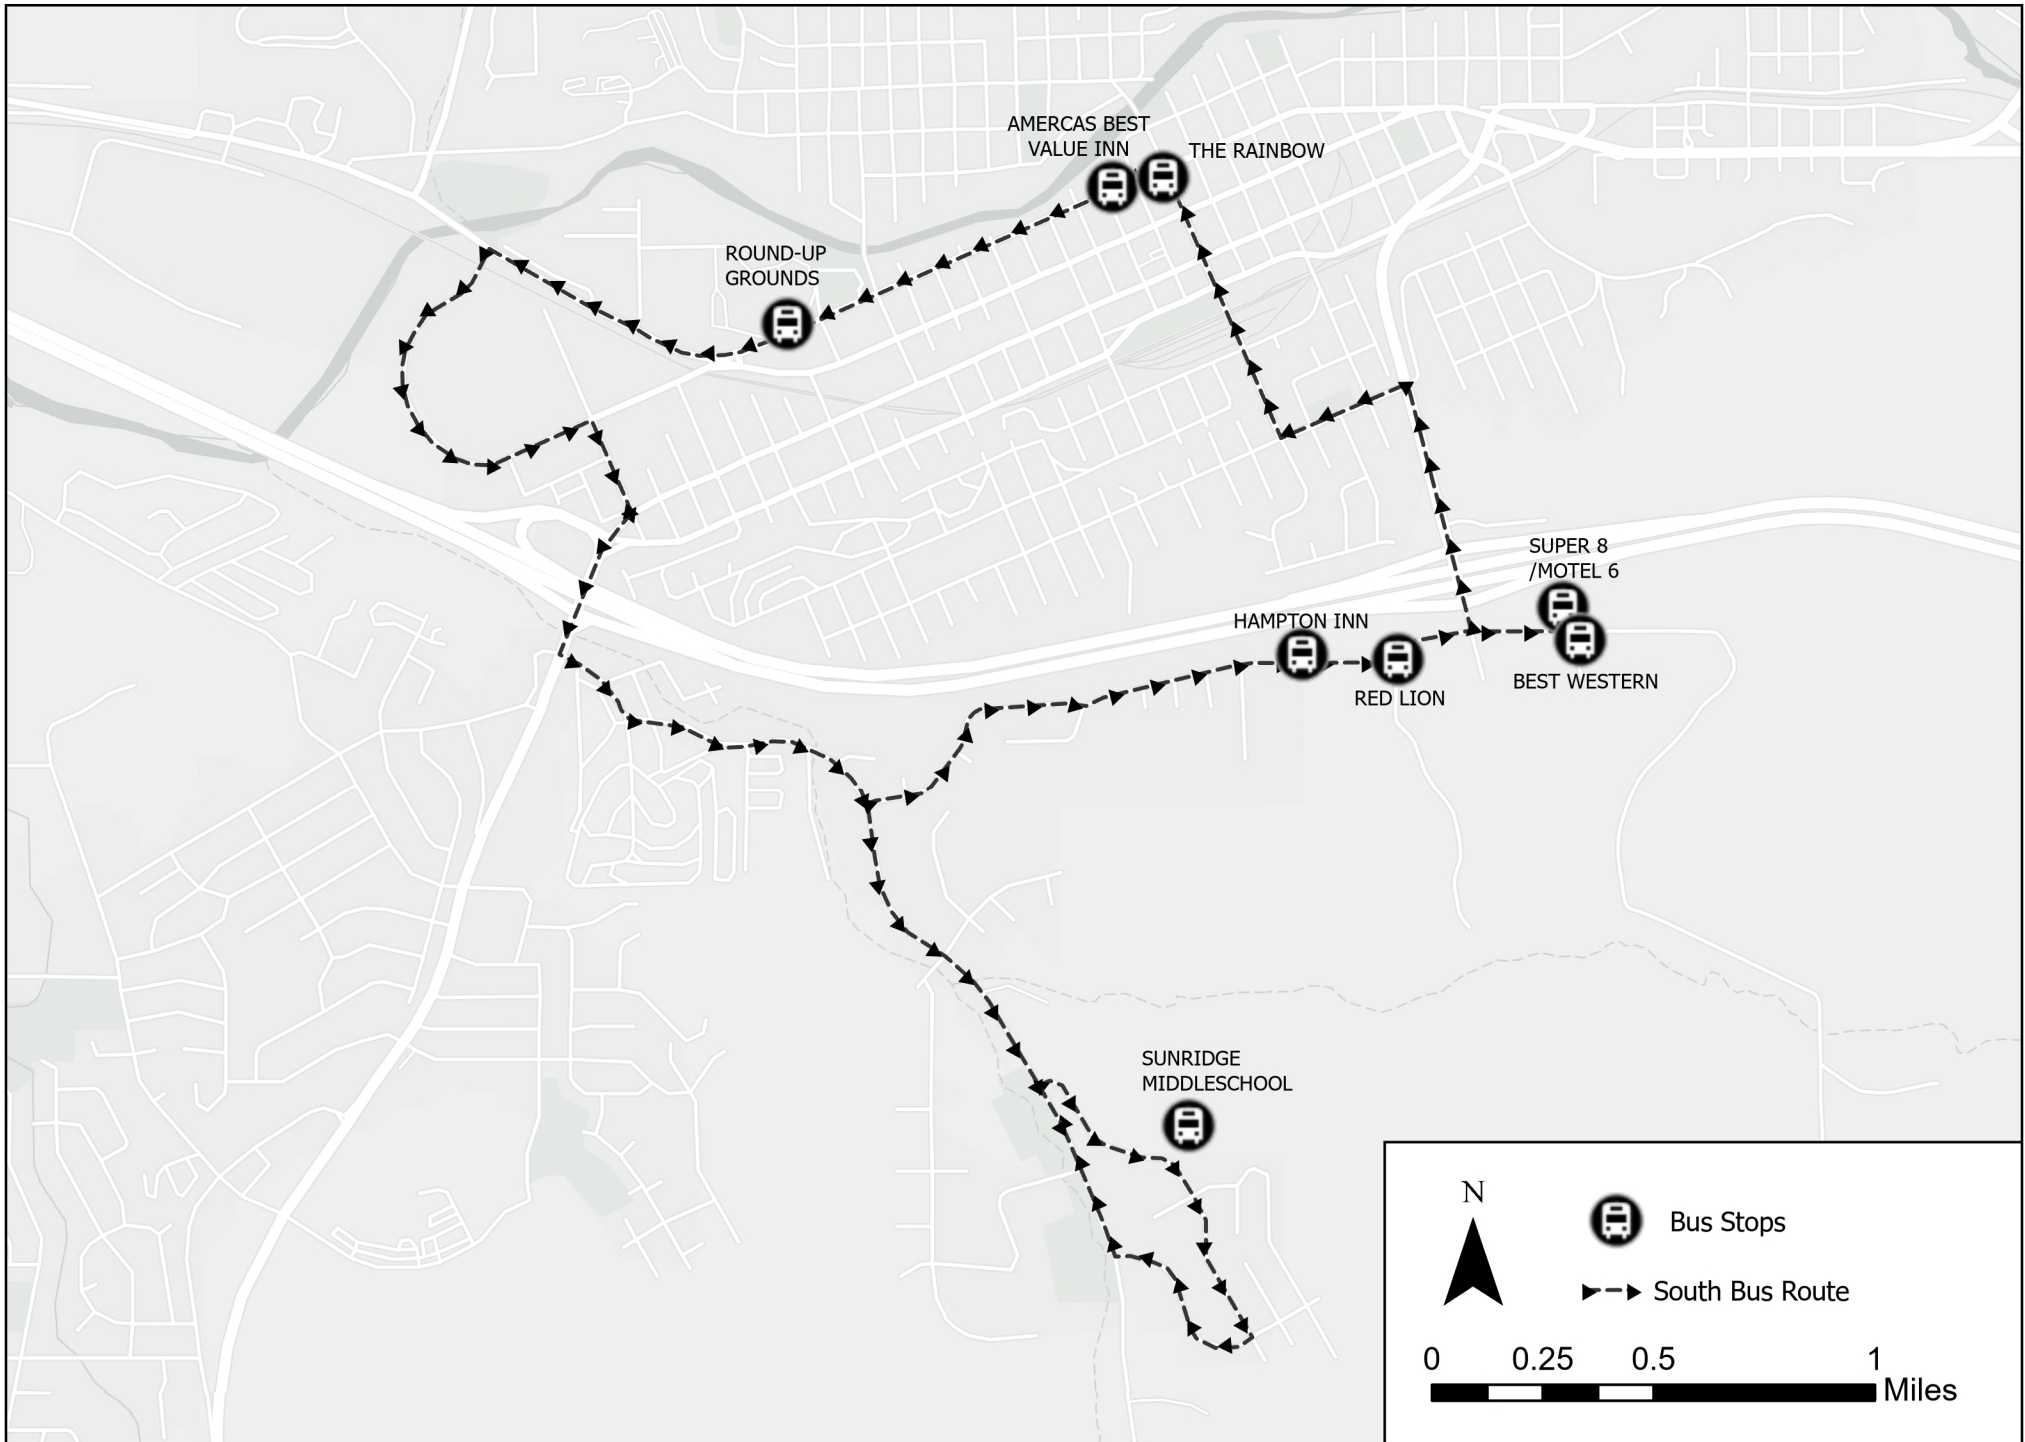 AMERCAS BEST
VALUE INN
THE RAINBOW
ROUND-UP
GROUNDS
SUPER 8
/MOTEL 6
HAMPTON INN
RED LION
BEST WESTERN
SUNRIDGE
MIDDLESCHOOL
N
Bus Stops
South Bus Route
0 0.25 0.5 1
Miles